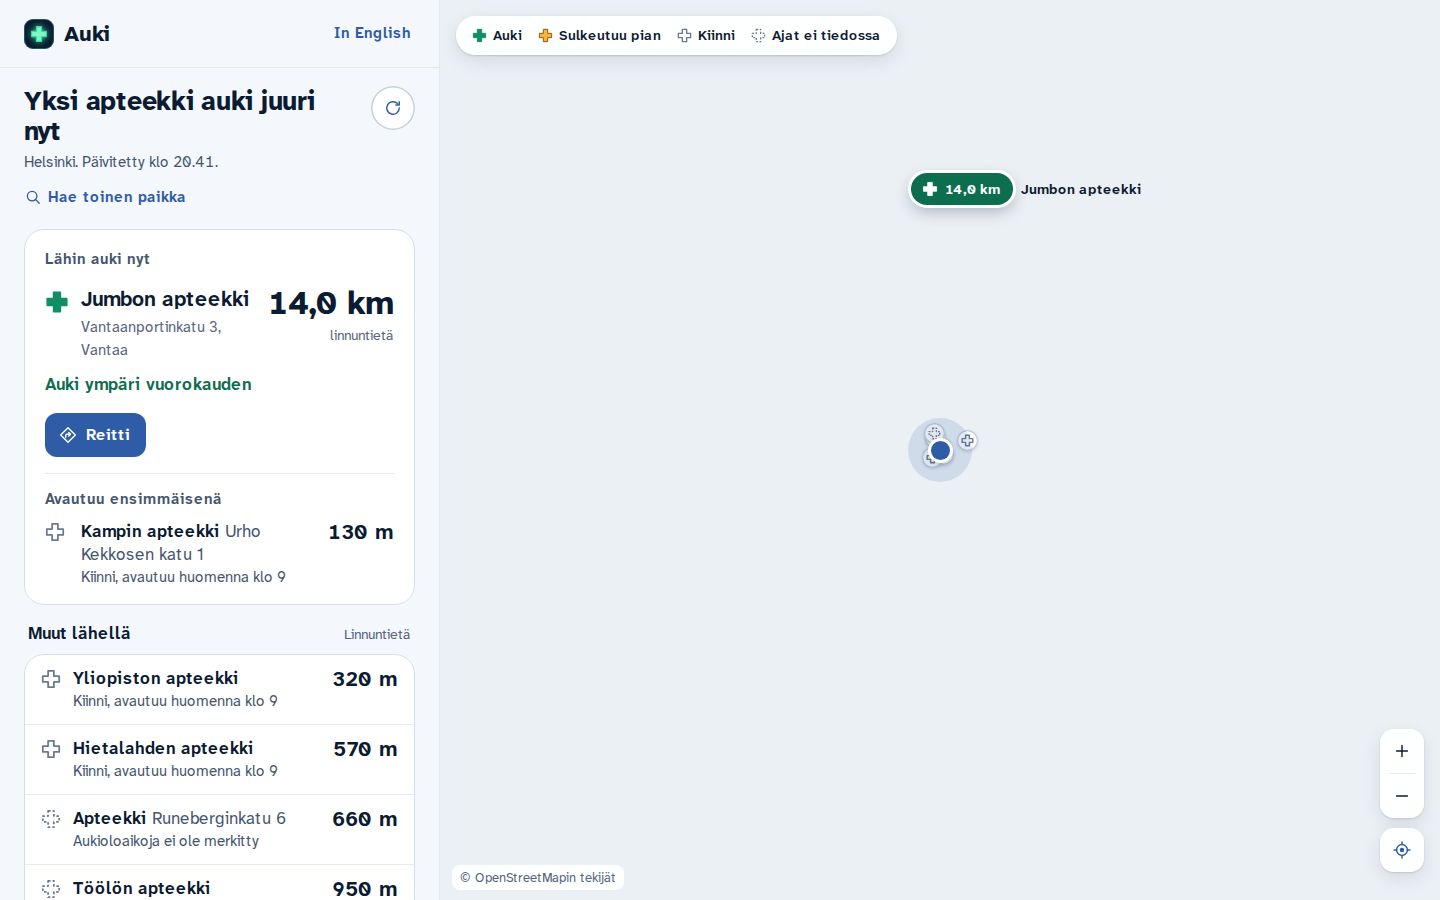 Auki
In English
Yksi apteekki auki juuri
nyt
Helsinki. Päivitetty klo 20.41.
Hae toinen paikka
Lähin auki nyt
Jumbon apteekki
14,0 km
Vantaanportinkatu 3,
Vantaa
linnuntietä
Auki ympäri vuorokauden
Reitti
Avautuu ensimmäisenä
Kampin apteekki Urho
Kekkosen katu 1
130 m
Kiinni, avautuu huomenna klo 9
Muut lähellä
Linnuntietä
Yliopiston apteekki
320 m
Kiinni, avautuu huomenna klo 9
Hietalahden apteekki
570 m
Kiinni, avautuu huomenna klo 9
Apteekki Runeberginkatu 6
660 m
Aukioloaikoja ei ole merkitty
Töölön apteekki
950 m
Auki
Sulkeutuu pian
Kiinni
Ajat ei tiedossa
14,0 km
Jumbon apteekki
+
−
© OpenStreetMapin tekijät